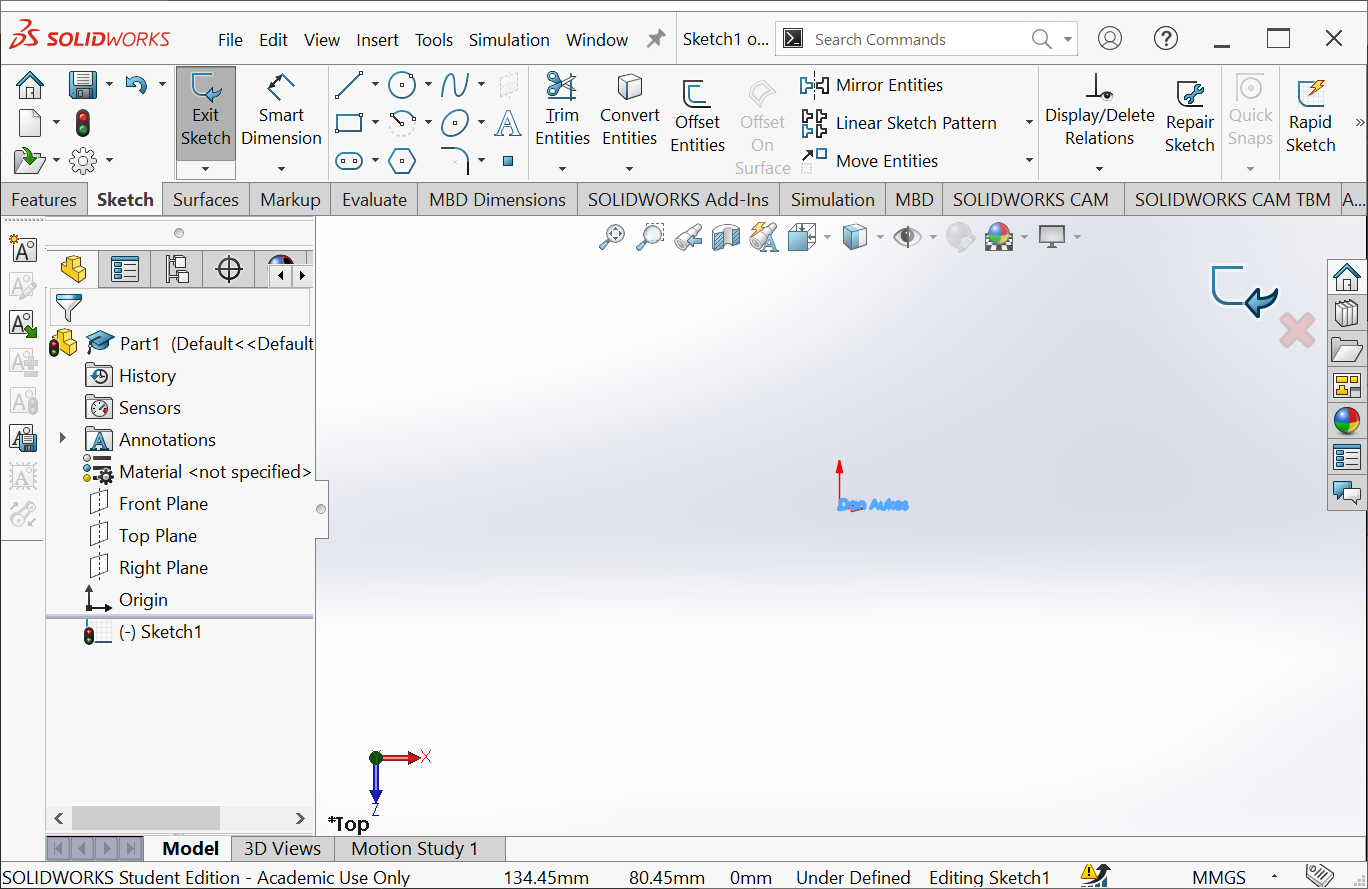 SOLIDWORKS File Edit View Insert Tools Simulation Window Sketch1 o... Search Commands
Exit Sketch
Smart Dimension
Trim Entities
Convert Entities
Offset Entities
Offset On Surface
Mirror Entities
Linear Sketch Pattern
Move Entities
Display/Delete Relations
Repair Sketch
Quick Snaps
Rapid Sketch
Features Sketch Surfaces Markup Evaluate MBD Dimensions SOLIDWORKS Add-Ins Simulation MBD SOLIDWORKS CAM SOLIDWORKS CAM TBM A...
Part1 (Default<<Default
History
Sensors
Annotations
Material <not specified>
Front Plane
Top Plane
Right Plane
Origin
(-) Sketch1
Dan Aukes
X
Z
*Top
Model 3D Views Motion Study 1
SOLIDWORKS Student Edition - Academic Use Only 134.45mm 80.45mm 0mm Under Defined Editing Sketch1 MMGS